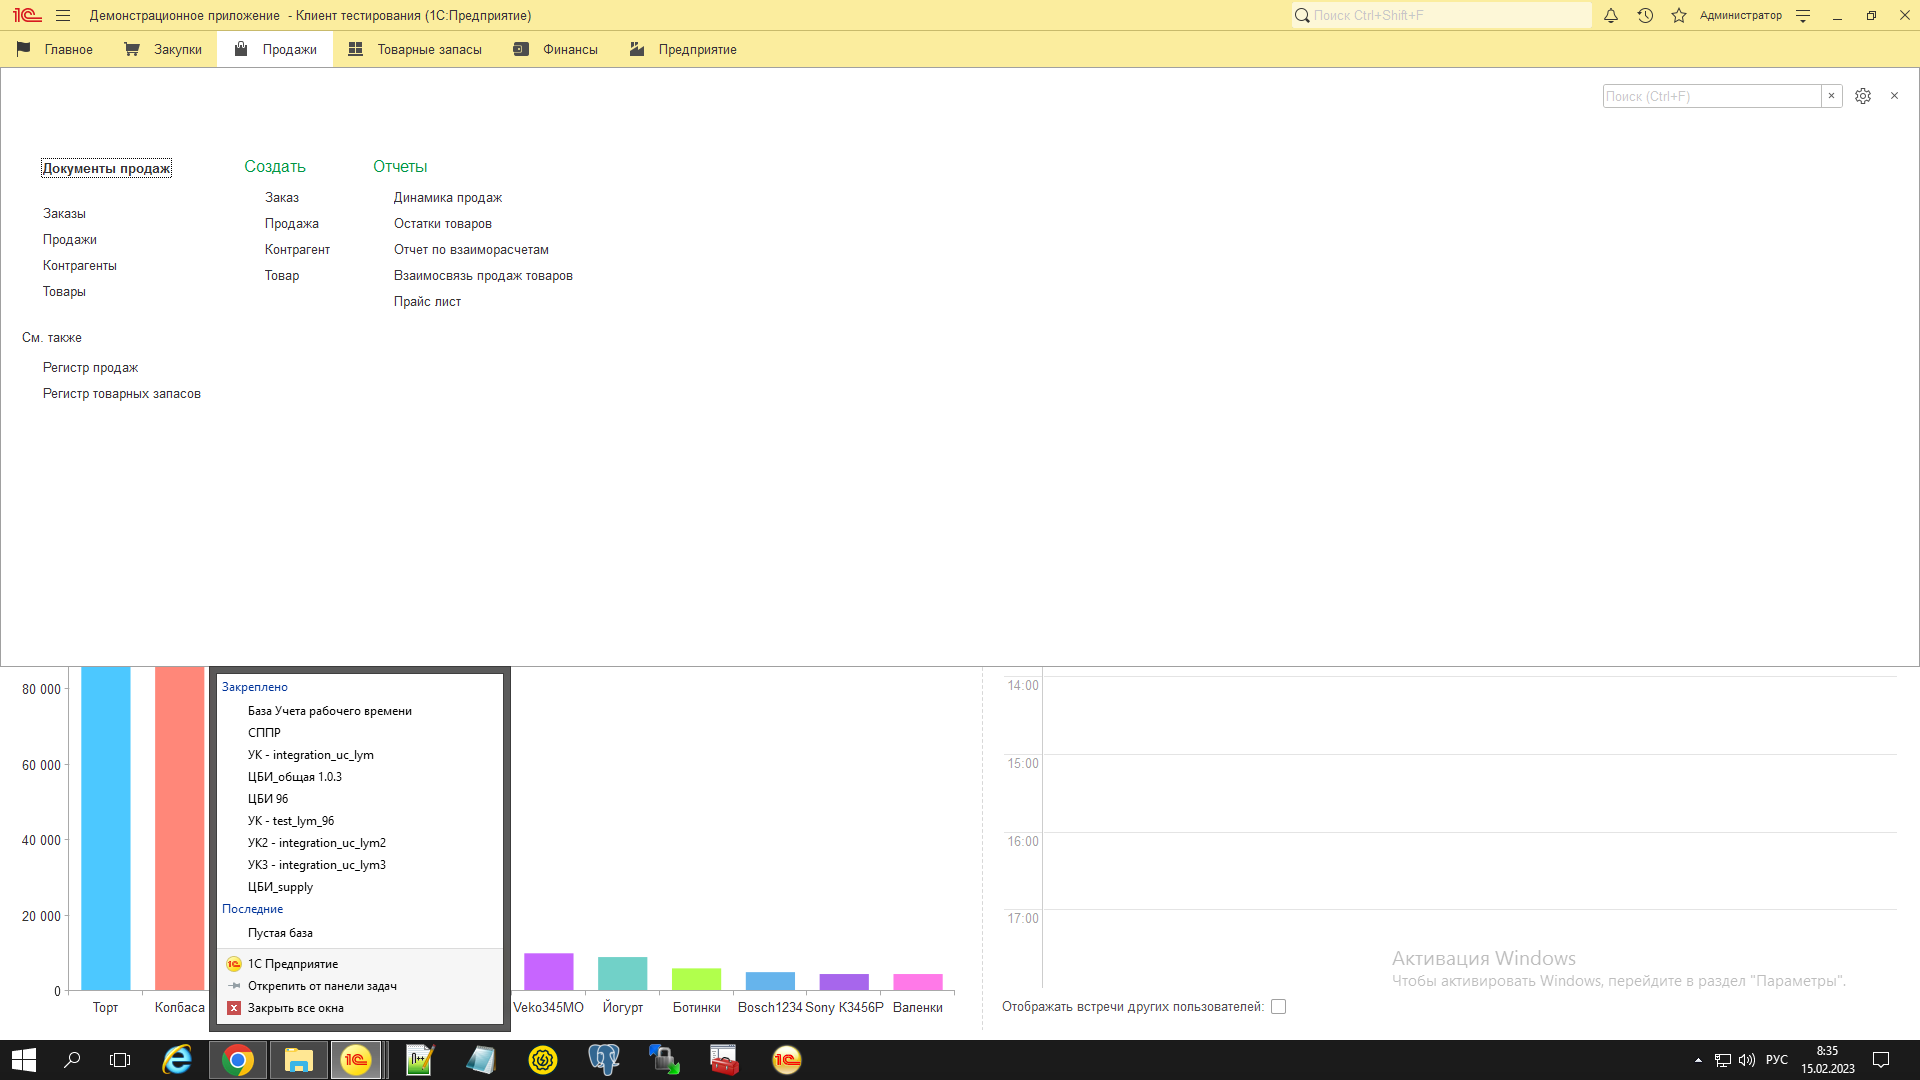 Демонстрационное приложение - Клиент тестирования (1С:Предприятие)
Поиск Ctrl+Shift+F
Администратор
Главное
Закупки
Продажи
Товарные запасы
Финансы
Предприятие
Поиск (Ctrl+F)
Документы продаж
Заказы
Продажи
Контрагенты
Товары
См. также
Регистр продаж
Регистр товарных запасов
Создать
Заказ
Продажа
Контрагент
Товар
Отчеты
Динамика продаж
Остатки товаров
Отчет по взаиморасчетам
Взаимосвязь продаж товаров
Прайс лист
80 000
60 000
40 000
20 000
0
Торт
Колбаса
Veko345MO
Йогурт
Ботинки
Bosch1234
Sony К3456P
Валенки
Закреплено
База Учета рабочего времени
СППР
УК - integration_uc_lym
ЦБИ_общая 1.0.3
ЦБИ 96
УК - test_lym_96
УК2 - integration_uc_lym2
УК3 - integration_uc_lym3
ЦБИ_supply
Последние
Пустая база
1С Предприятие
Открепить от панели задач
Закрыть все окна
14:00
15:00
16:00
17:00
Отображать встречи других пользователей:
Активация Windows
Чтобы активировать Windows, перейдите в раздел "Параметры".
РУС
8:35
15.02.2023